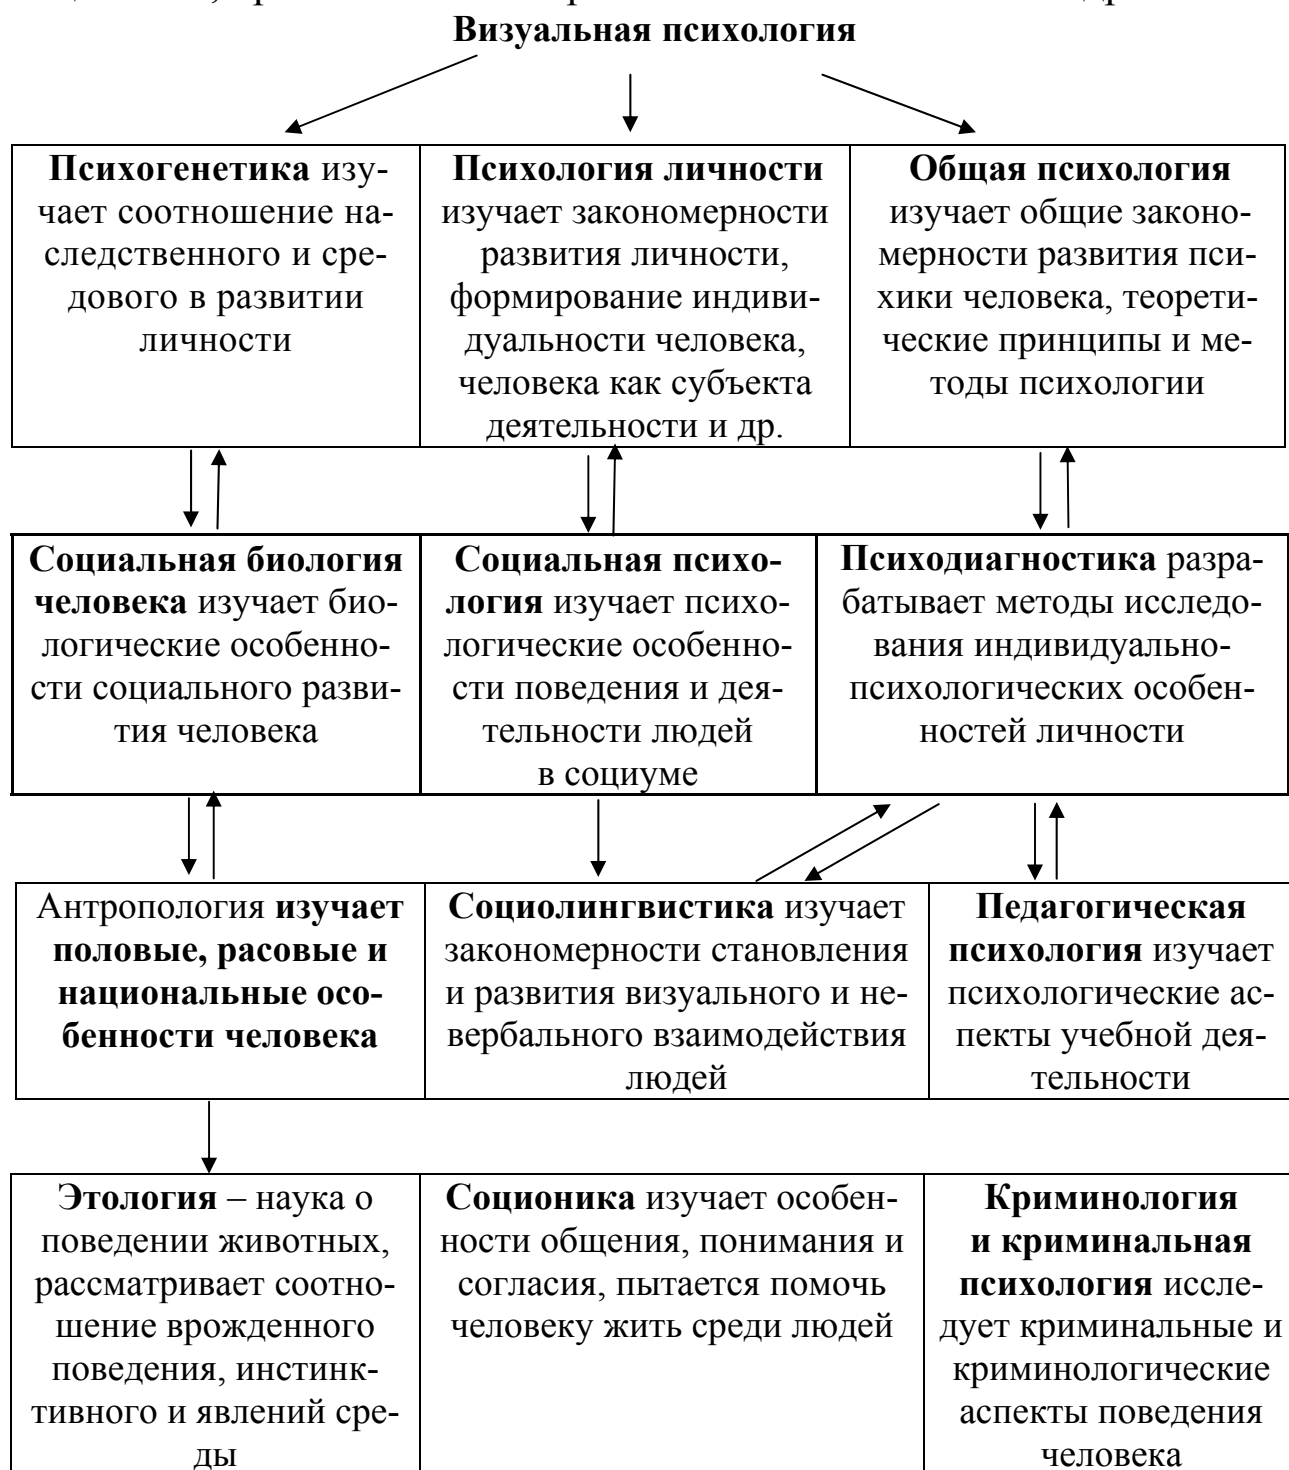 Визуальная психология
Психогенетика изу-
чает соотношение на-
следственного и сре-
дового в развитии
личности
Психология личности
изучает закономерности
развития личности,
формирование индиви-
дуальности человека,
человека как субъекта
деятельности и др.
Общая психология
изучает общие законо-
мерности развития пси-
хики человека, теорети-
ческие принципы и ме-
тоды психологии
Социальная биология
человека изучает био-
логические особенно-
сти социального разви-
тия человека
Социальная психо-
логия изучает психо-
логические особенно-
сти поведения и дея-
тельности людей
в социуме
Психодиагностика разра-
батывает методы исследо-
вания индивидуально-
психологических особен-
ностей личности
Антропология изучает
половые, расовые и
национальные осо-
бенности человека
Социолингвистика изучает
закономерности становления
и развития визуального и не-
вербального взаимодействия
людей
Педагогическая
психология изучает
психологические ас-
пекты учебной дея-
тельности
Этология – наука о
поведении животных,
рассматривает соотно-
шение врожденного
поведения, инстинк-
тивного и явлений сре-
ды
Соционика изучает особен-
ности общения, понимания и
согласия, пытается помочь
человеку жить среди людей
Криминология
и криминальная
психология иссле-
дует криминальные и
криминологические
аспекты поведения
человека